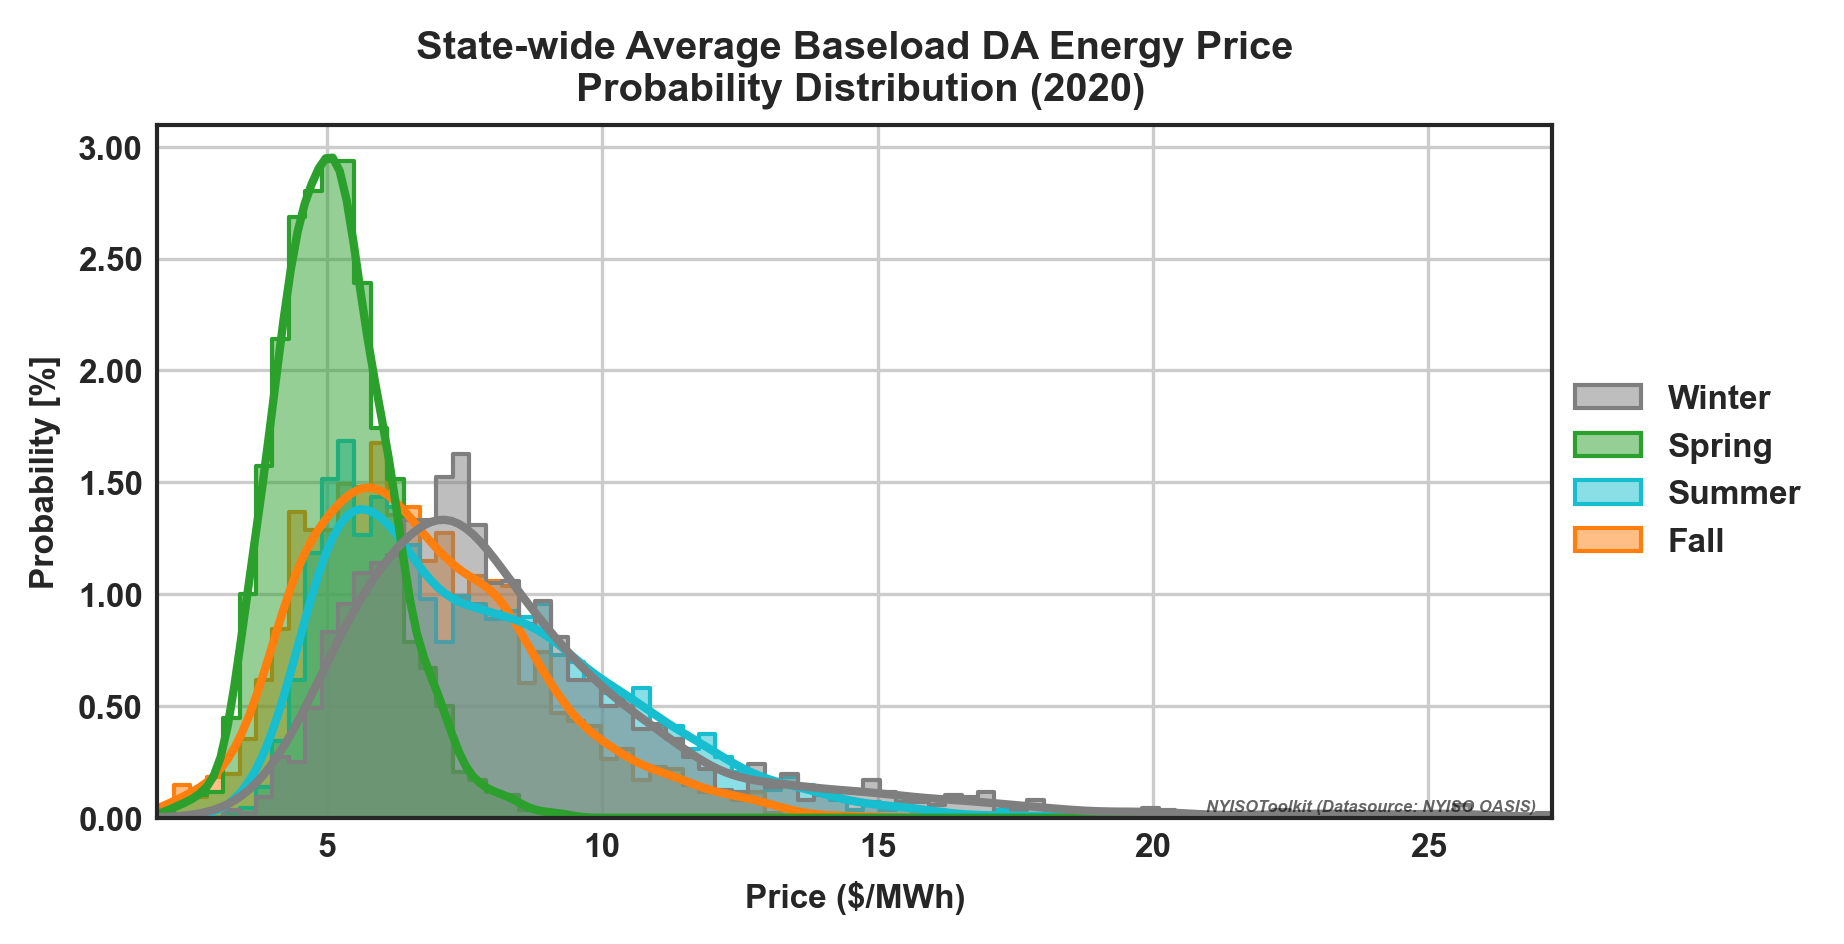 State-wide Average Baseload DA Energy Price
Probability Distribution (2020)
3.00
2.50
2.00
1.50
1.00
0.50
0.00
Probability [%]
5
10
15
20
25
Price ($/MWh)
Winter
Spring
Summer
Fall
NYISOToolkit (Datasource: NYISO OASIS)